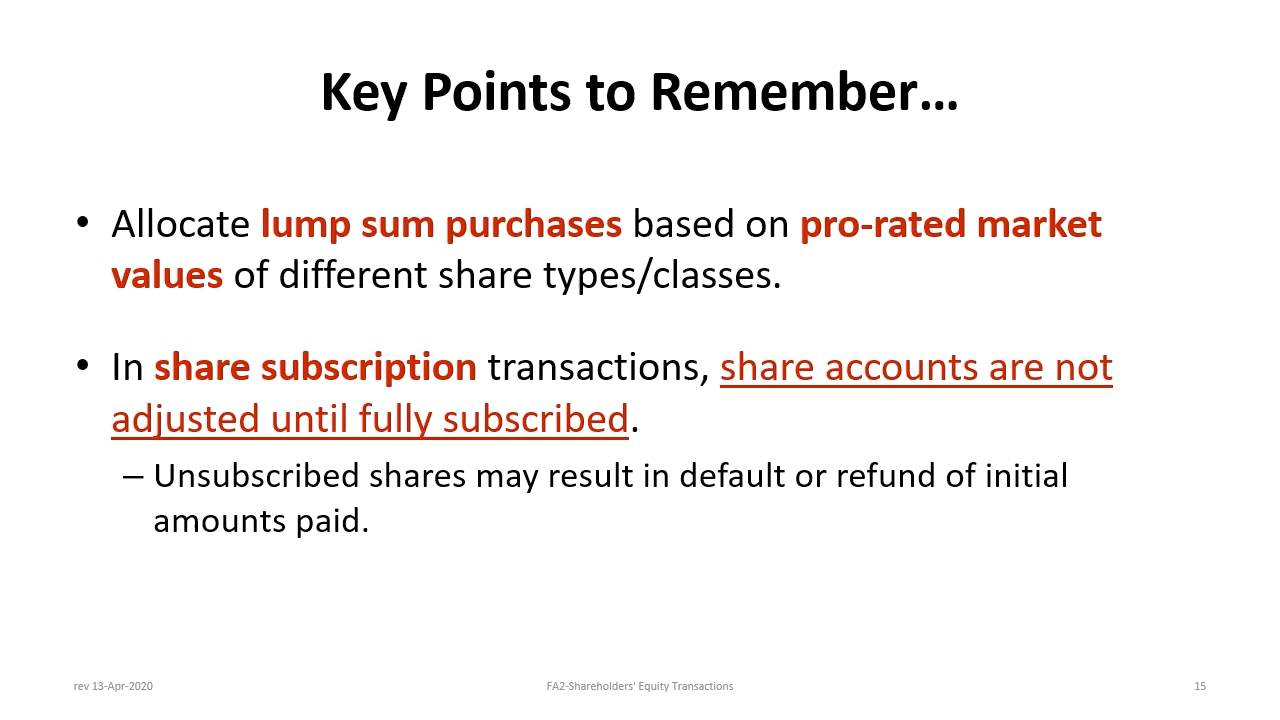 Key Points to Remember…
• Allocate lump sum purchases based on pro-rated market
values of different share types/classes.
• In share subscription transactions, share accounts are not
adjusted until fully subscribed.
– Unsubscribed shares may result in default or refund of initial
amounts paid.
rev 13-Apr-2020
FA2-Shareholders' Equity Transactions
15